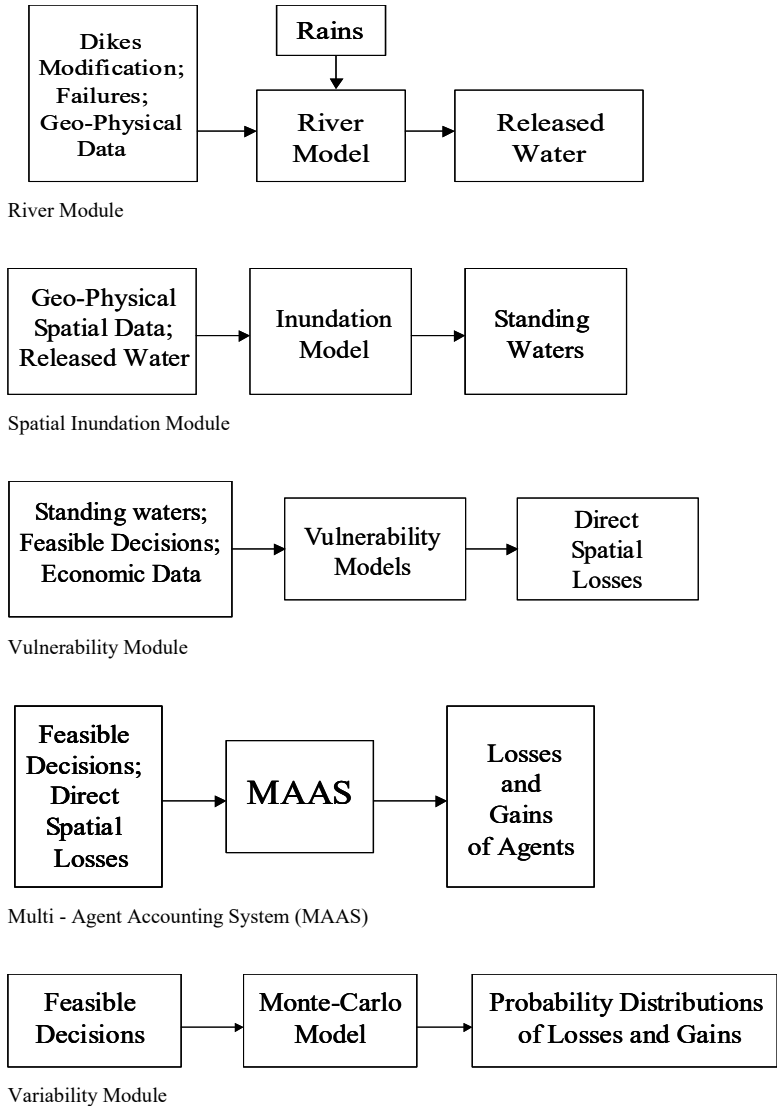 Dikes
Modification;
Failures;
Geo-Physical
Data
Rains
River
Model
Released
Water
River Module
Geo-Physical
Spatial Data;
Released Water
Inundation
Model
Standing
Waters
Spatial Inundation Module
Standing waters;
Feasible Decisions;
Economic Data
Vulnerability
Models
Direct
Spatial
Losses
Vulnerability Module
Feasible
Decisions;
Direct
Spatial
Losses
MAAS
Losses
and
Gains
of Agents
Multi - Agent Accounting System (MAAS)
Feasible
Decisions
Monte-Carlo
Model
Probability Distributions
of Losses and Gains
Variability Module